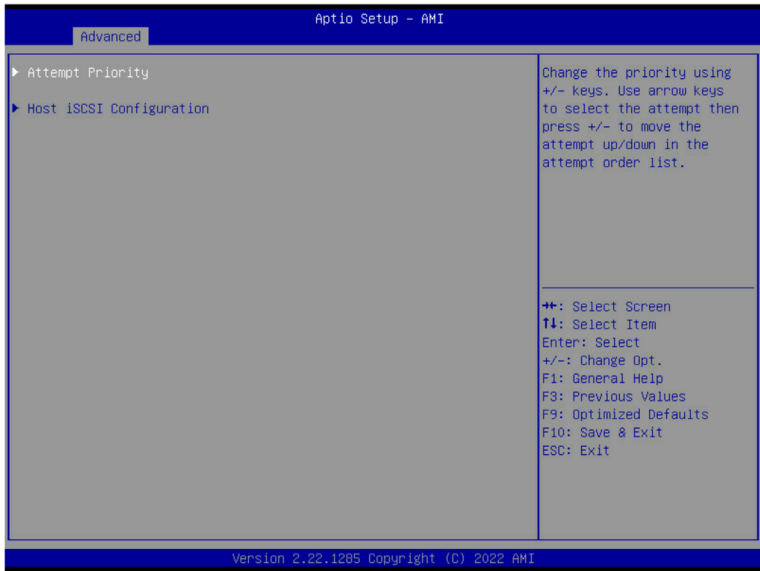 Aptio Setup – AMI
Advanced
▶ Attempt Priority
▶ Host iSCSI Configuration
Change the priority using
+/- keys. Use arrow keys
to select the attempt then
press +/- to move the
attempt up/down in the
attempt order list.
→←: Select Screen
↑↓: Select Item
Enter: Select
+/-: Change Opt.
F1: General Help
F3: Previous Values
F9: Optimized Defaults
F10: Save & Exit
ESC: Exit
Version 2.22.1285 Copyright (C) 2022 AMI